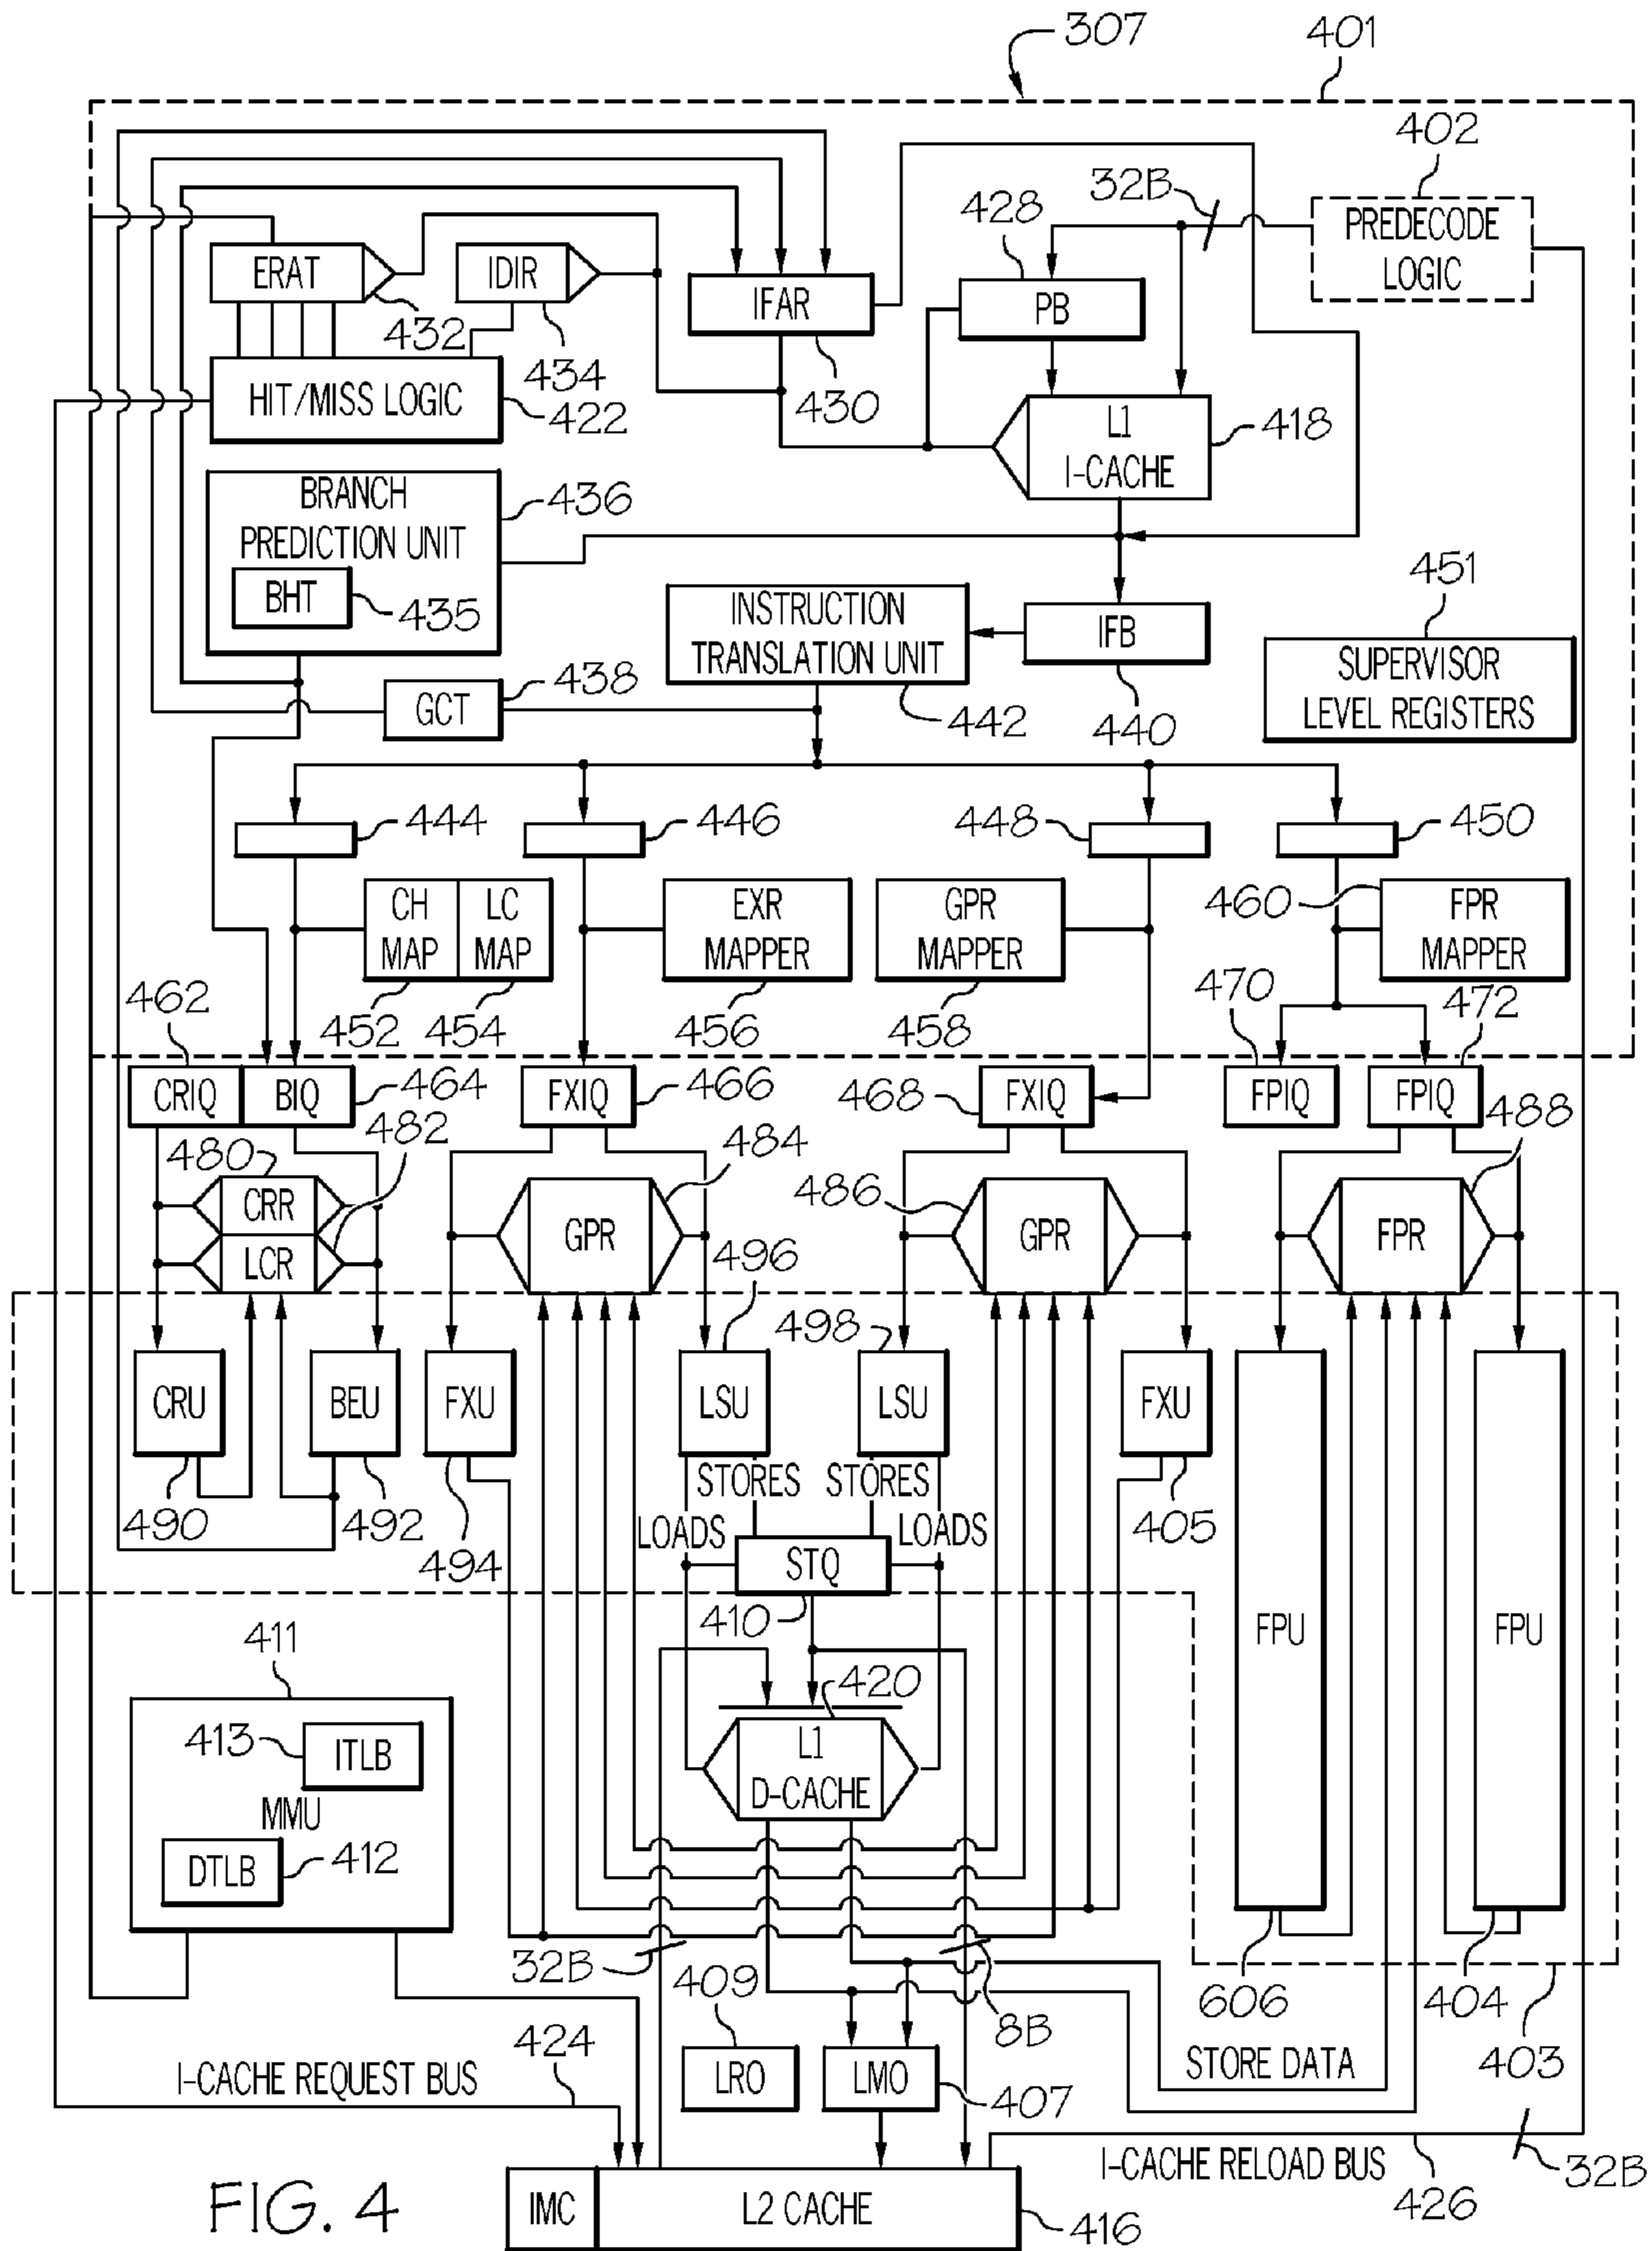 307
401
402
32B
428
PREDECODE
LOGIC
ERAT
IDIR
IFAR
PB
432
434
430
HIT/MISS LOGIC
422
L1
I-CACHE
418
BRANCH
PREDICTION UNIT
436
BHT
435
INSTRUCTION
TRANSLATION UNIT
IFB
451
SUPERVISOR
LEVEL REGISTERS
GCT
438
442
440
444
446
448
450
CH
MAP
LC
MAP
EXR
MAPPER
GPR
MAPPER
460
FPR
MAPPER
462
452
454
456
458
470
472
CRIQ
BIQ
464
FXIQ
466
468
FXIQ
FPIQ
FPIQ
488
480
482
484
486
CRR
LCR
GPR
GPR
FPR
496
498
CRU
BEU
FXU
LSU
LSU
FXU
STORES
STORES
490
492
494
LOADS
LOADS
405
STQ
410
FPU
FPU
411
420
413
ITLB
MMU
DTLB
412
L1
D-CACHE
32B
409
8B
606
404
403
424
I-CACHE REQUEST BUS
LRO
LMO
407
STORE DATA
I-CACHE RELOAD BUS
426
32B
FIG. 4
IMC
L2 CACHE
416